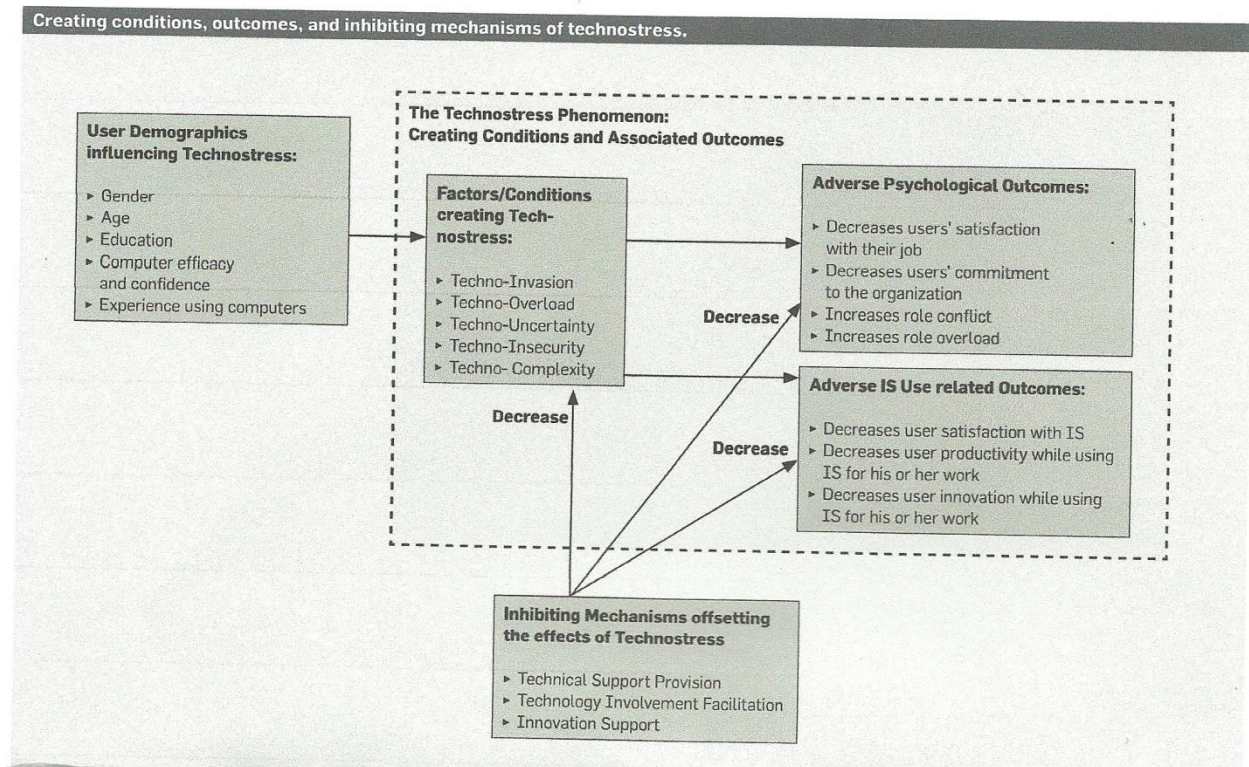 Creating conditions, outcomes, and inhibiting mechanisms of technostress.
The Technostress Phenomenon:
Creating Conditions and Associated Outcomes
User Demographics
influencing Technostress:
▸ Gender
▸ Age
▸ Education
▸ Computer efficacy
and confidence
▸ Experience using computers
Factors/Conditions
creating Tech-
nostress:
▸ Techno-Invasion
▸ Techno-Overload
▸ Techno-Uncertainty
▸ Techno-Insecurity
▸ Techno- Complexity
Adverse Psychological Outcomes:
▸ Decreases users' satisfaction
with their job
▸ Decreases users' commitment
to the organization
▸ Increases role conflict
▸ Increases role overload
Decrease
Adverse IS Use related Outcomes:
▸ Decreases user satisfaction with IS
▸ Decreases user productivity while using
IS for his or her work
▸ Decreases user innovation while using
IS for his or her work
Decrease
Decrease
Inhibiting Mechanisms offsetting
the effects of Technostress
▸ Technical Support Provision
▸ Technology Involvement Facilitation
▸ Innovation Support